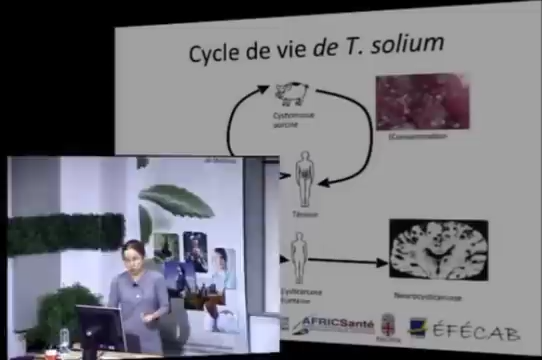 Cycle de vie de T. solium
Cysticercose
porcine
(Consommation
Téniose
Cysticercose
humaine
Neurocysticercose
AFRICSanté
ÉFÉCAB